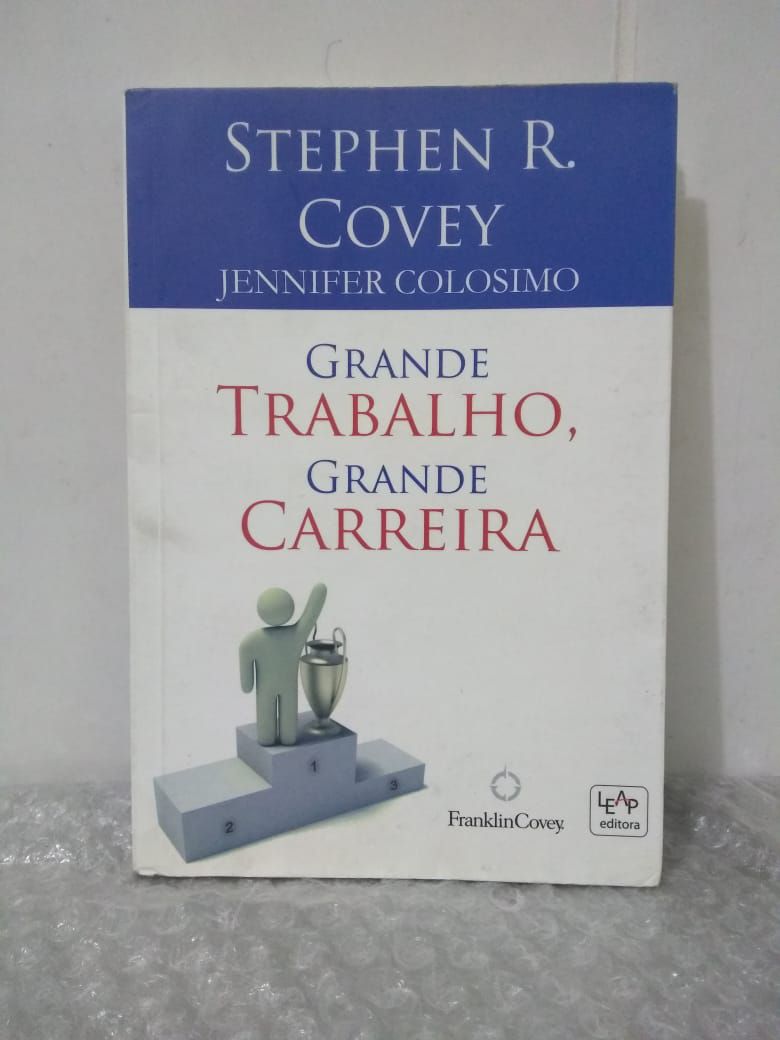 STEPHEN R.
COVEY
JENNIFER COLOSIMO
GRANDE
TRABALHO,
GRANDE
CARREIRA
1
2
3
FranklinCovey.
LEAP
editora